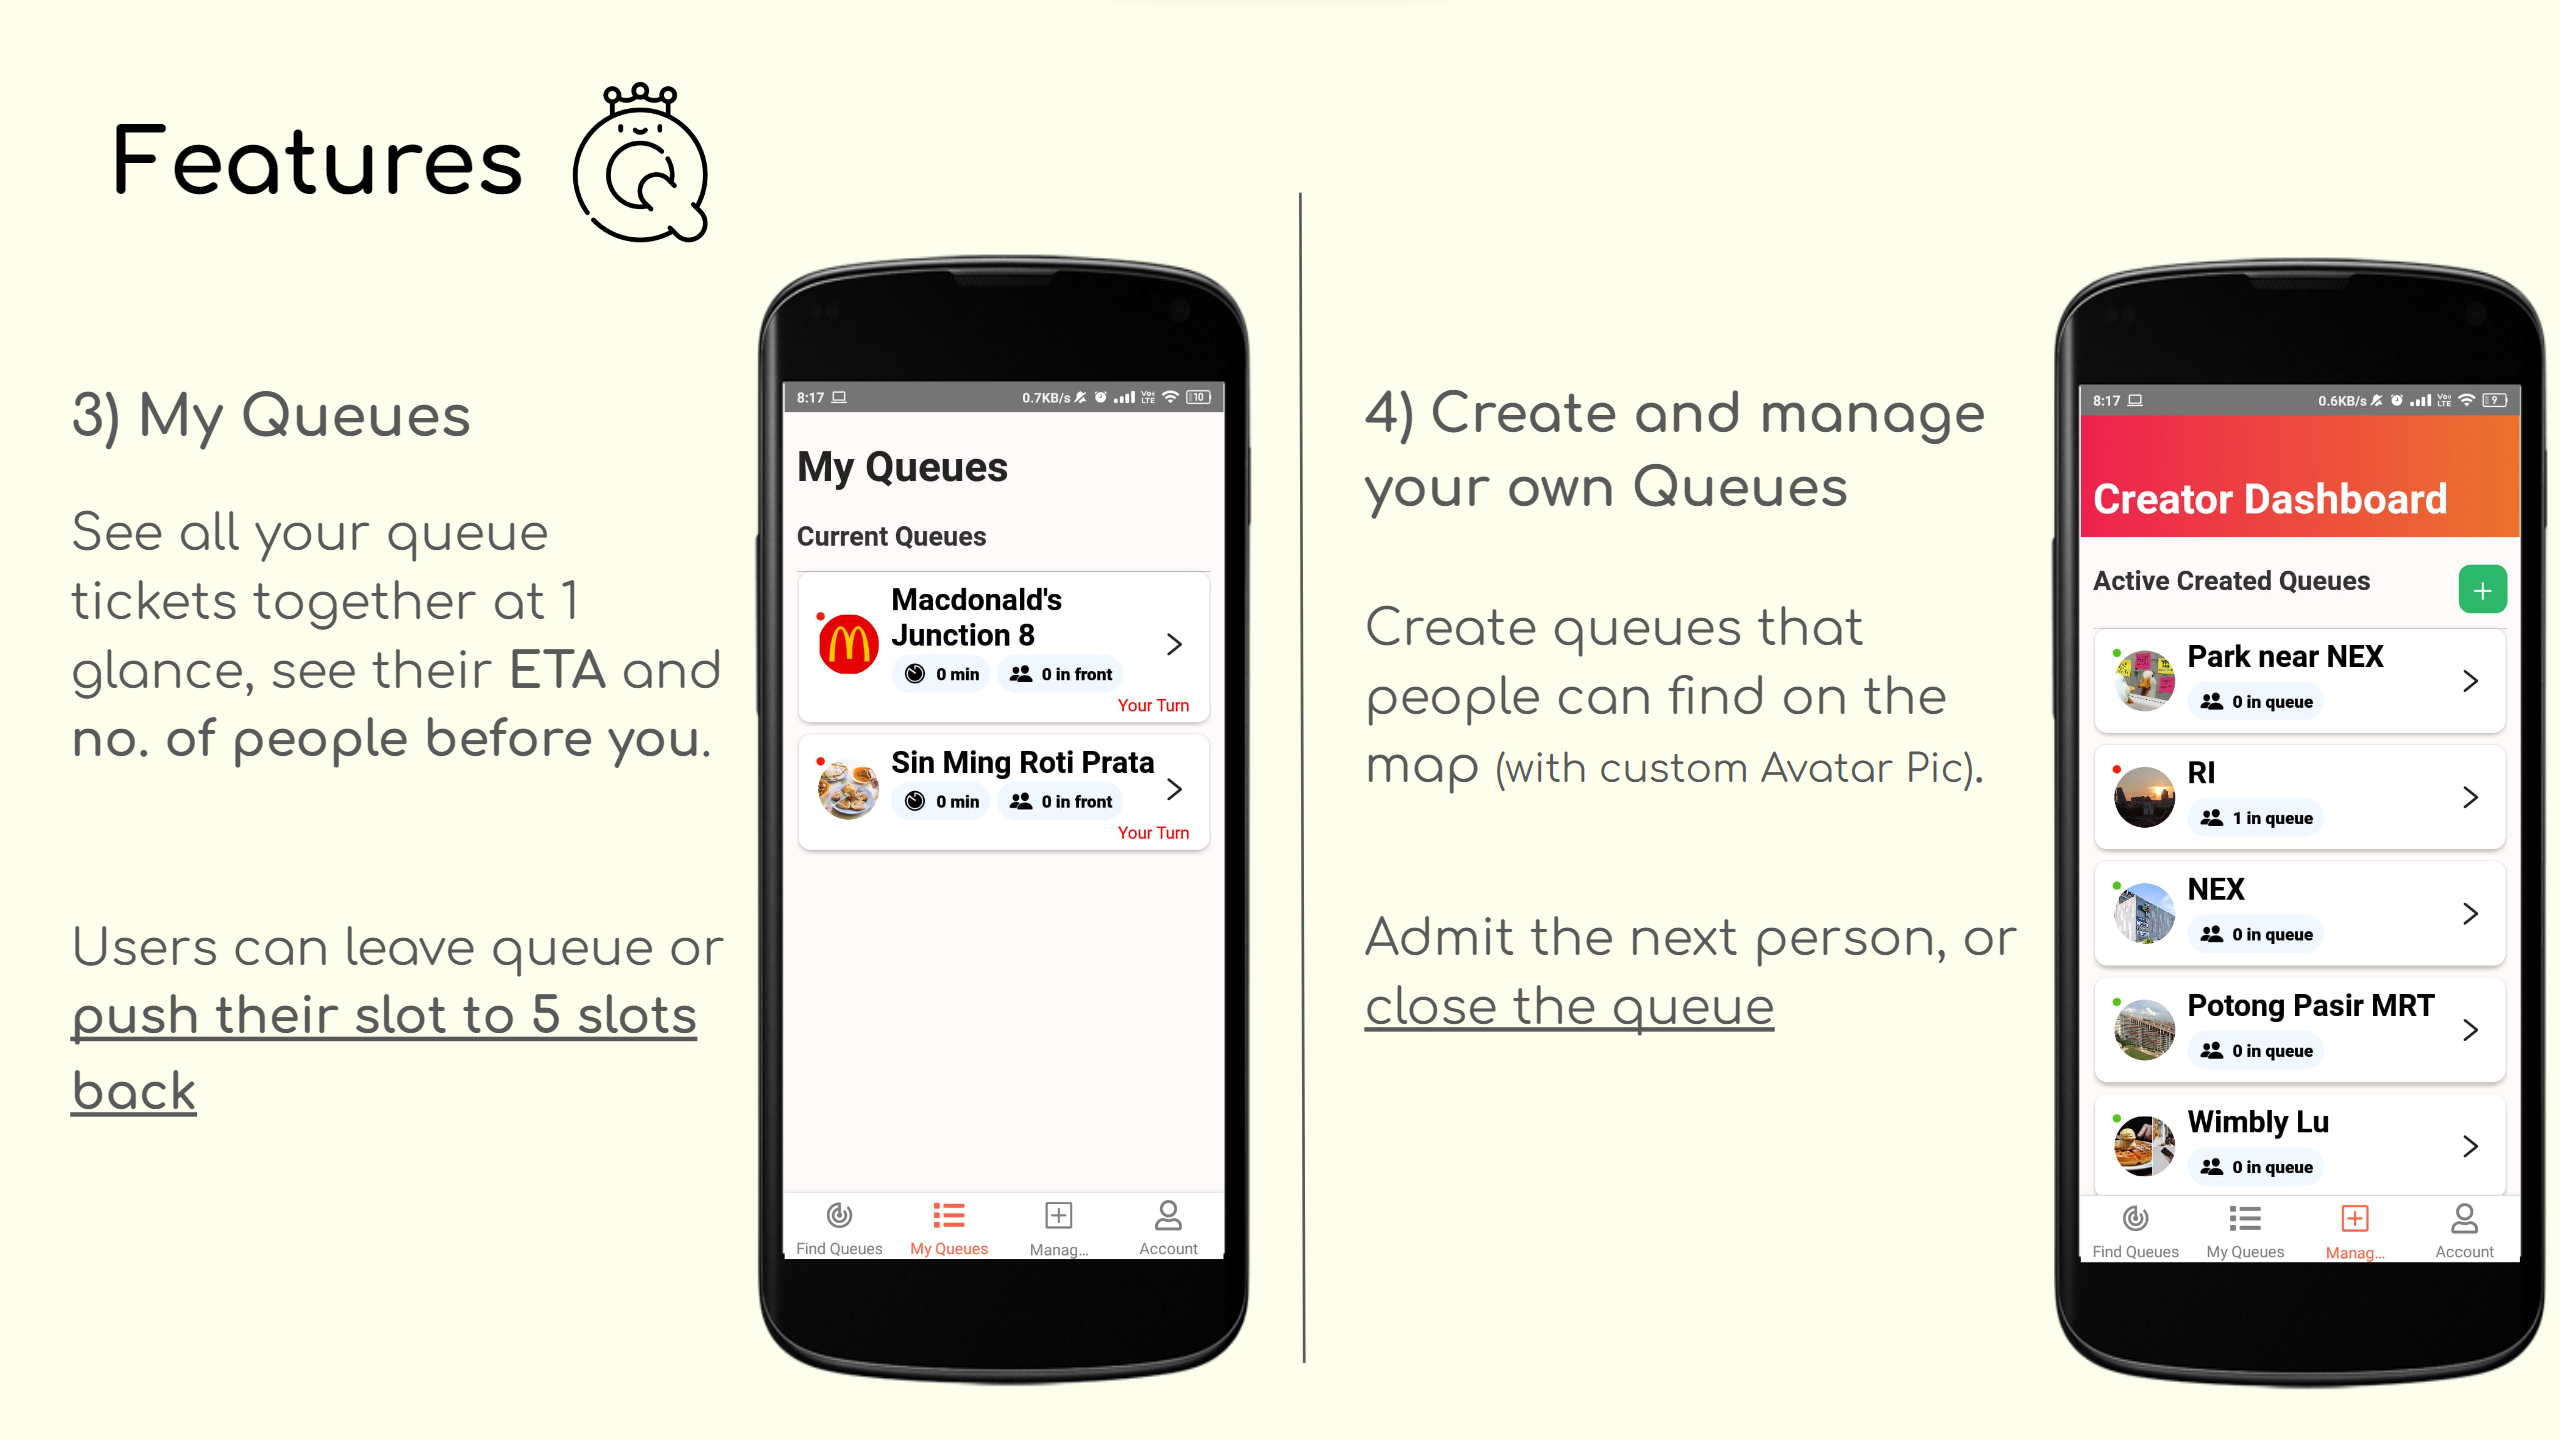 Features
3) My Queues
See all your queue
tickets together at 1
glance, see their ETA and
no. of people before you.
Users can leave queue or
push their slot to 5 slots
back
8:17
0.7KB/s
Vo)
LTE
10
My Queues
Current Queues
Macdonald's
Junction 8
0 min
0 in front
Your Turn
Sin Ming Roti Prata
0 min
0 in front
Your Turn
Find Queues
My Queues
Manag...
Account
4) Create and manage
your own Queues
Create queues that
people can find on the
map (with custom Avatar Pic).
Admit the next person, or
close the queue
8:17
0.6KB/s
Vo)
LTE
9
Creator Dashboard
Active Created Queues
Park near NEX
0 in queue
RI
1 in queue
NEX
0 in queue
Potong Pasir MRT
0 in queue
Wimbly Lu
0 in queue
Find Queues
My Queues
Manag...
Account